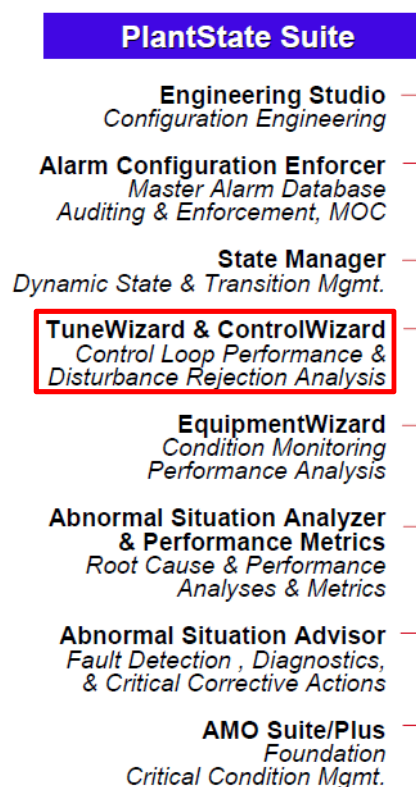 PlantState Suite
Engineering Studio
Configuration Engineering
Alarm Configuration Enforcer
Master Alarm Database
Auditing & Enforcement, MOC
State Manager
Dynamic State & Transition Mgmt.
TuneWizard & ControlWizard
Control Loop Performance &
Disturbance Rejection Analysis
EquipmentWizard
Condition Monitoring
Performance Analysis
Abnormal Situation Analyzer
& Performance Metrics
Root Cause & Performance
Analyses & Metrics
Abnormal Situation Advisor
Fault Detection , Diagnostics,
& Critical Corrective Actions
AMO Suite/Plus
Foundation
Critical Condition Mgmt.